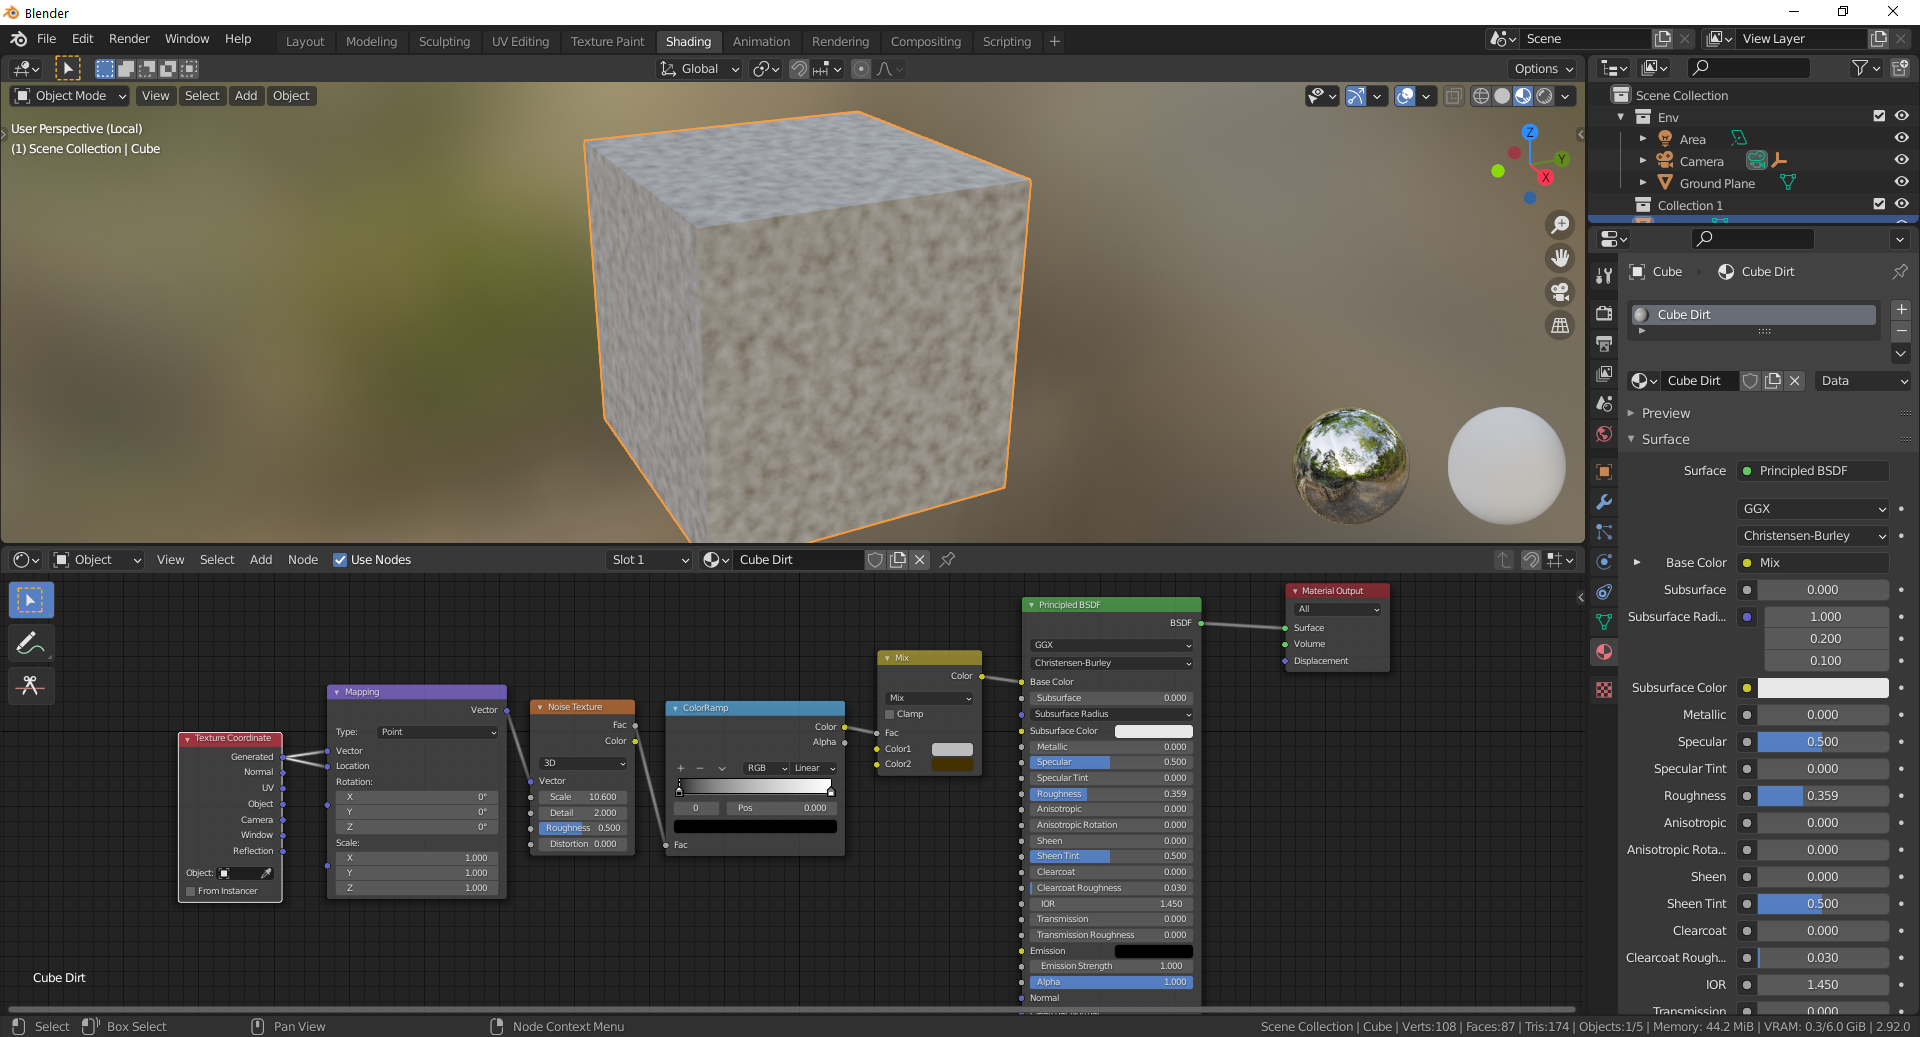 Blender
File Edit Render Window Help
Layout Modeling Sculpting UV Editing Texture Paint Shading Animation Rendering Compositing Scripting +
Scene
View Layer
Global
Options
Object Mode View Select Add Object
User Perspective (Local)
(1) Scene Collection | Cube
Z
Y
X
Scene Collection
Env
Area
Camera
Ground Plane
Collection 1
Cube
Cube Dirt
Cube Dirt
Cube Dirt
Data
Preview
Surface
Surface Principled BSDF
GGX
Christensen-Burley
Base Color Mix
Subsurface 0.000
Subsurface Radi... 1.000
0.200
0.100
Subsurface Color
Metallic 0.000
Specular 0.500
Specular Tint 0.000
Roughness 0.359
Anisotropic 0.000
Anisotropic Rota... 0.000
Sheen 0.000
Sheen Tint 0.500
Clearcoat 0.000
Clearcoat Rough... 0.030
IOR 1.450
Transmission 0.000
Object View Select Add Node Use Nodes Slot 1 Cube Dirt
Texture Coordinate
Generated
Normal
UV
Object
Camera
Window
Reflection
Object:
From Instancer
Mapping
Vector
Type: Point
Vector
Location
Rotation:
X 0°
Y 0°
Z 0°
Scale:
X 1.000
Y 1.000
Z 1.000
Noise Texture
Fac
Color
3D
Vector
Scale 10.600
Detail 2.000
Roughness 0.500
Distortion 0.000
ColorRamp
Color
Alpha
+ − RGB Linear
0 Pos 0.000
Fac
Mix
Color
Mix
Clamp
Fac
Color1
Color2
Principled BSDF
BSDF
GGX
Christensen-Burley
Base Color
Subsurface 0.000
Subsurface Radius
Subsurface Color
Metallic 0.000
Specular 0.500
Specular Tint 0.000
Roughness 0.359
Anisotropic 0.000
Anisotropic Rotation 0.000
Sheen 0.000
Sheen Tint 0.500
Clearcoat 0.000
Clearcoat Roughness 0.030
IOR 1.450
Transmission 0.000
Transmission Roughness 0.000
Emission
Emission Strength 1.000
Alpha 1.000
Normal
Material Output
All
Surface
Volume
Displacement
Cube Dirt
Select Box Select Pan View Node Context Menu
Scene Collection | Cube | Verts:108 | Faces:87 | Tris:174 | Objects:1/5 | Memory: 44.2 MiB | VRAM: 0.3/6.0 GiB | 2.92.0